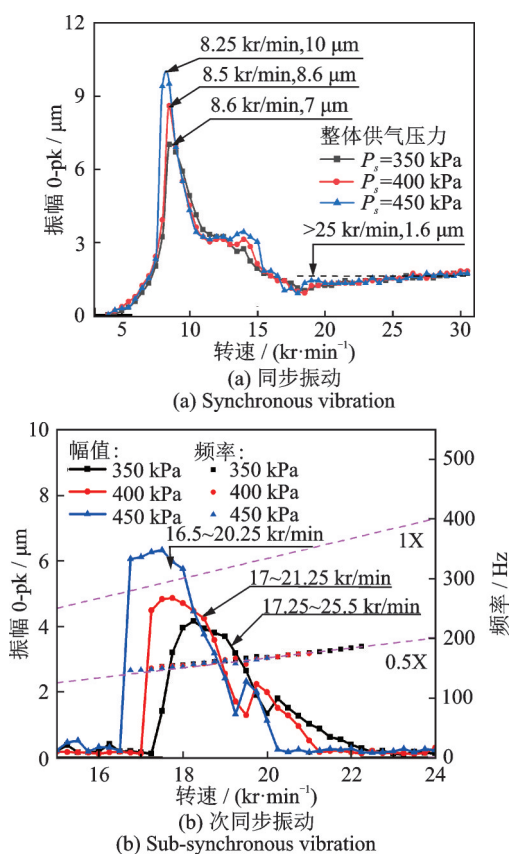 12
9
6
3
0
振幅 0-pk / μm
8.25 kr/min,10 μm
8.5 kr/min,8.6 μm
8.6 kr/min,7 μm
整体供气压力
Ps=350 kPa
Ps=400 kPa
Ps=450 kPa
>25 kr/min,1.6 μm
5 10 15 20 25 30
转速 / (kr·min⁻¹)
(a) 同步振动
(a) Synchronous vibration
10
8
6
4
2
0
振幅 0-pk / μm
幅值: 频率:
350 kPa 350 kPa
400 kPa 400 kPa
450 kPa 450 kPa
16.5~20.25 kr/min
17~21.25 kr/min
17.25~25.5 kr/min
1X
0.5X
500
400
300
200
100
0
频率 / Hz
16 18 20 22 24
转速 / (kr·min⁻¹)
(b) 次同步振动
(b) Sub-synchronous vibration